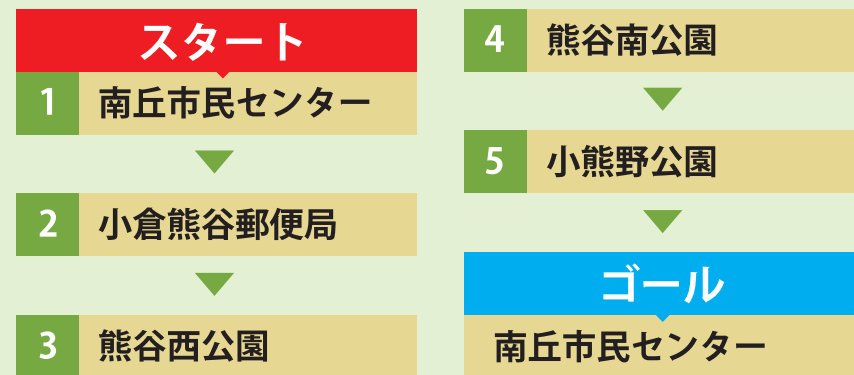 スタート
1 南丘市民センター
2 小倉熊谷郵便局
3 熊谷西公園
4 熊谷南公園
5 小熊野公園
ゴール
南丘市民センター